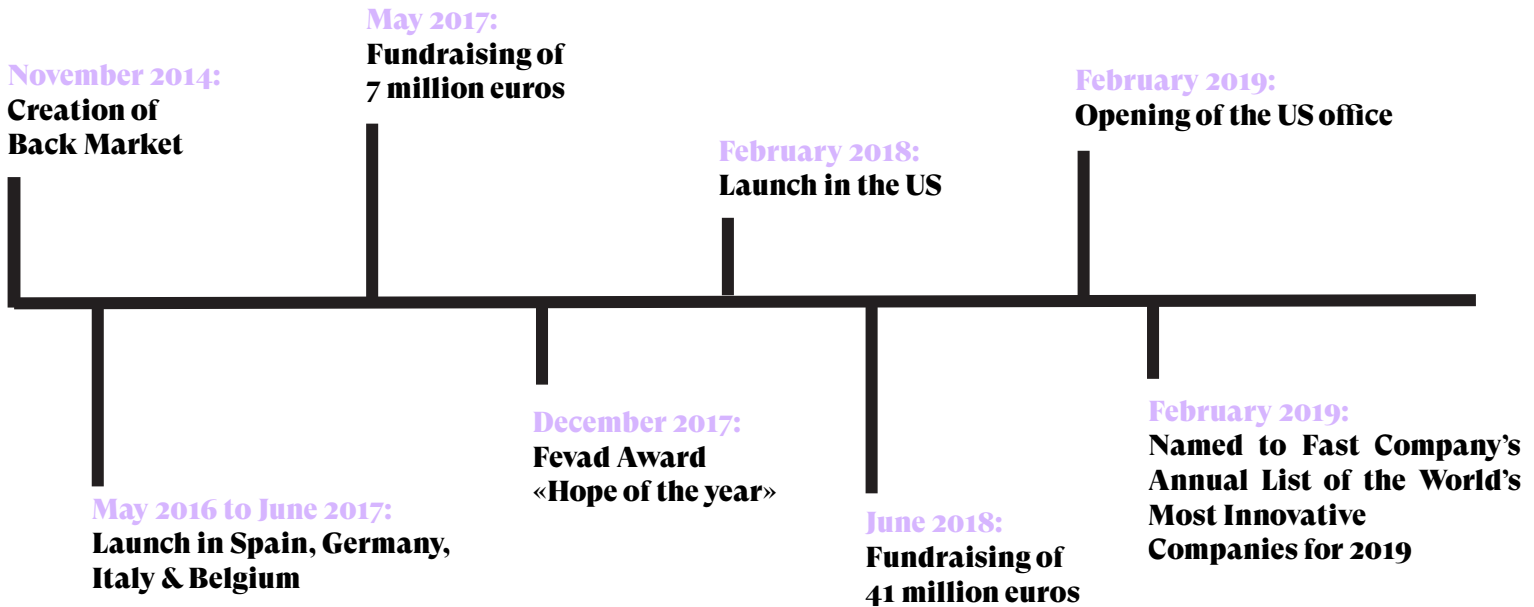 November 2014:
Creation of
Back Market
May 2016 to June 2017:
Launch in Spain, Germany,
Italy & Belgium
May 2017:
Fundraising of
7 million euros
December 2017:
Fevad Award
«Hope of the year»
February 2018:
Launch in the US
June 2018:
Fundraising of
41 million euros
February 2019:
Opening of the US office
February 2019:
Named to Fast Company’s
Annual List of the World’s
Most Innovative
Companies for 2019